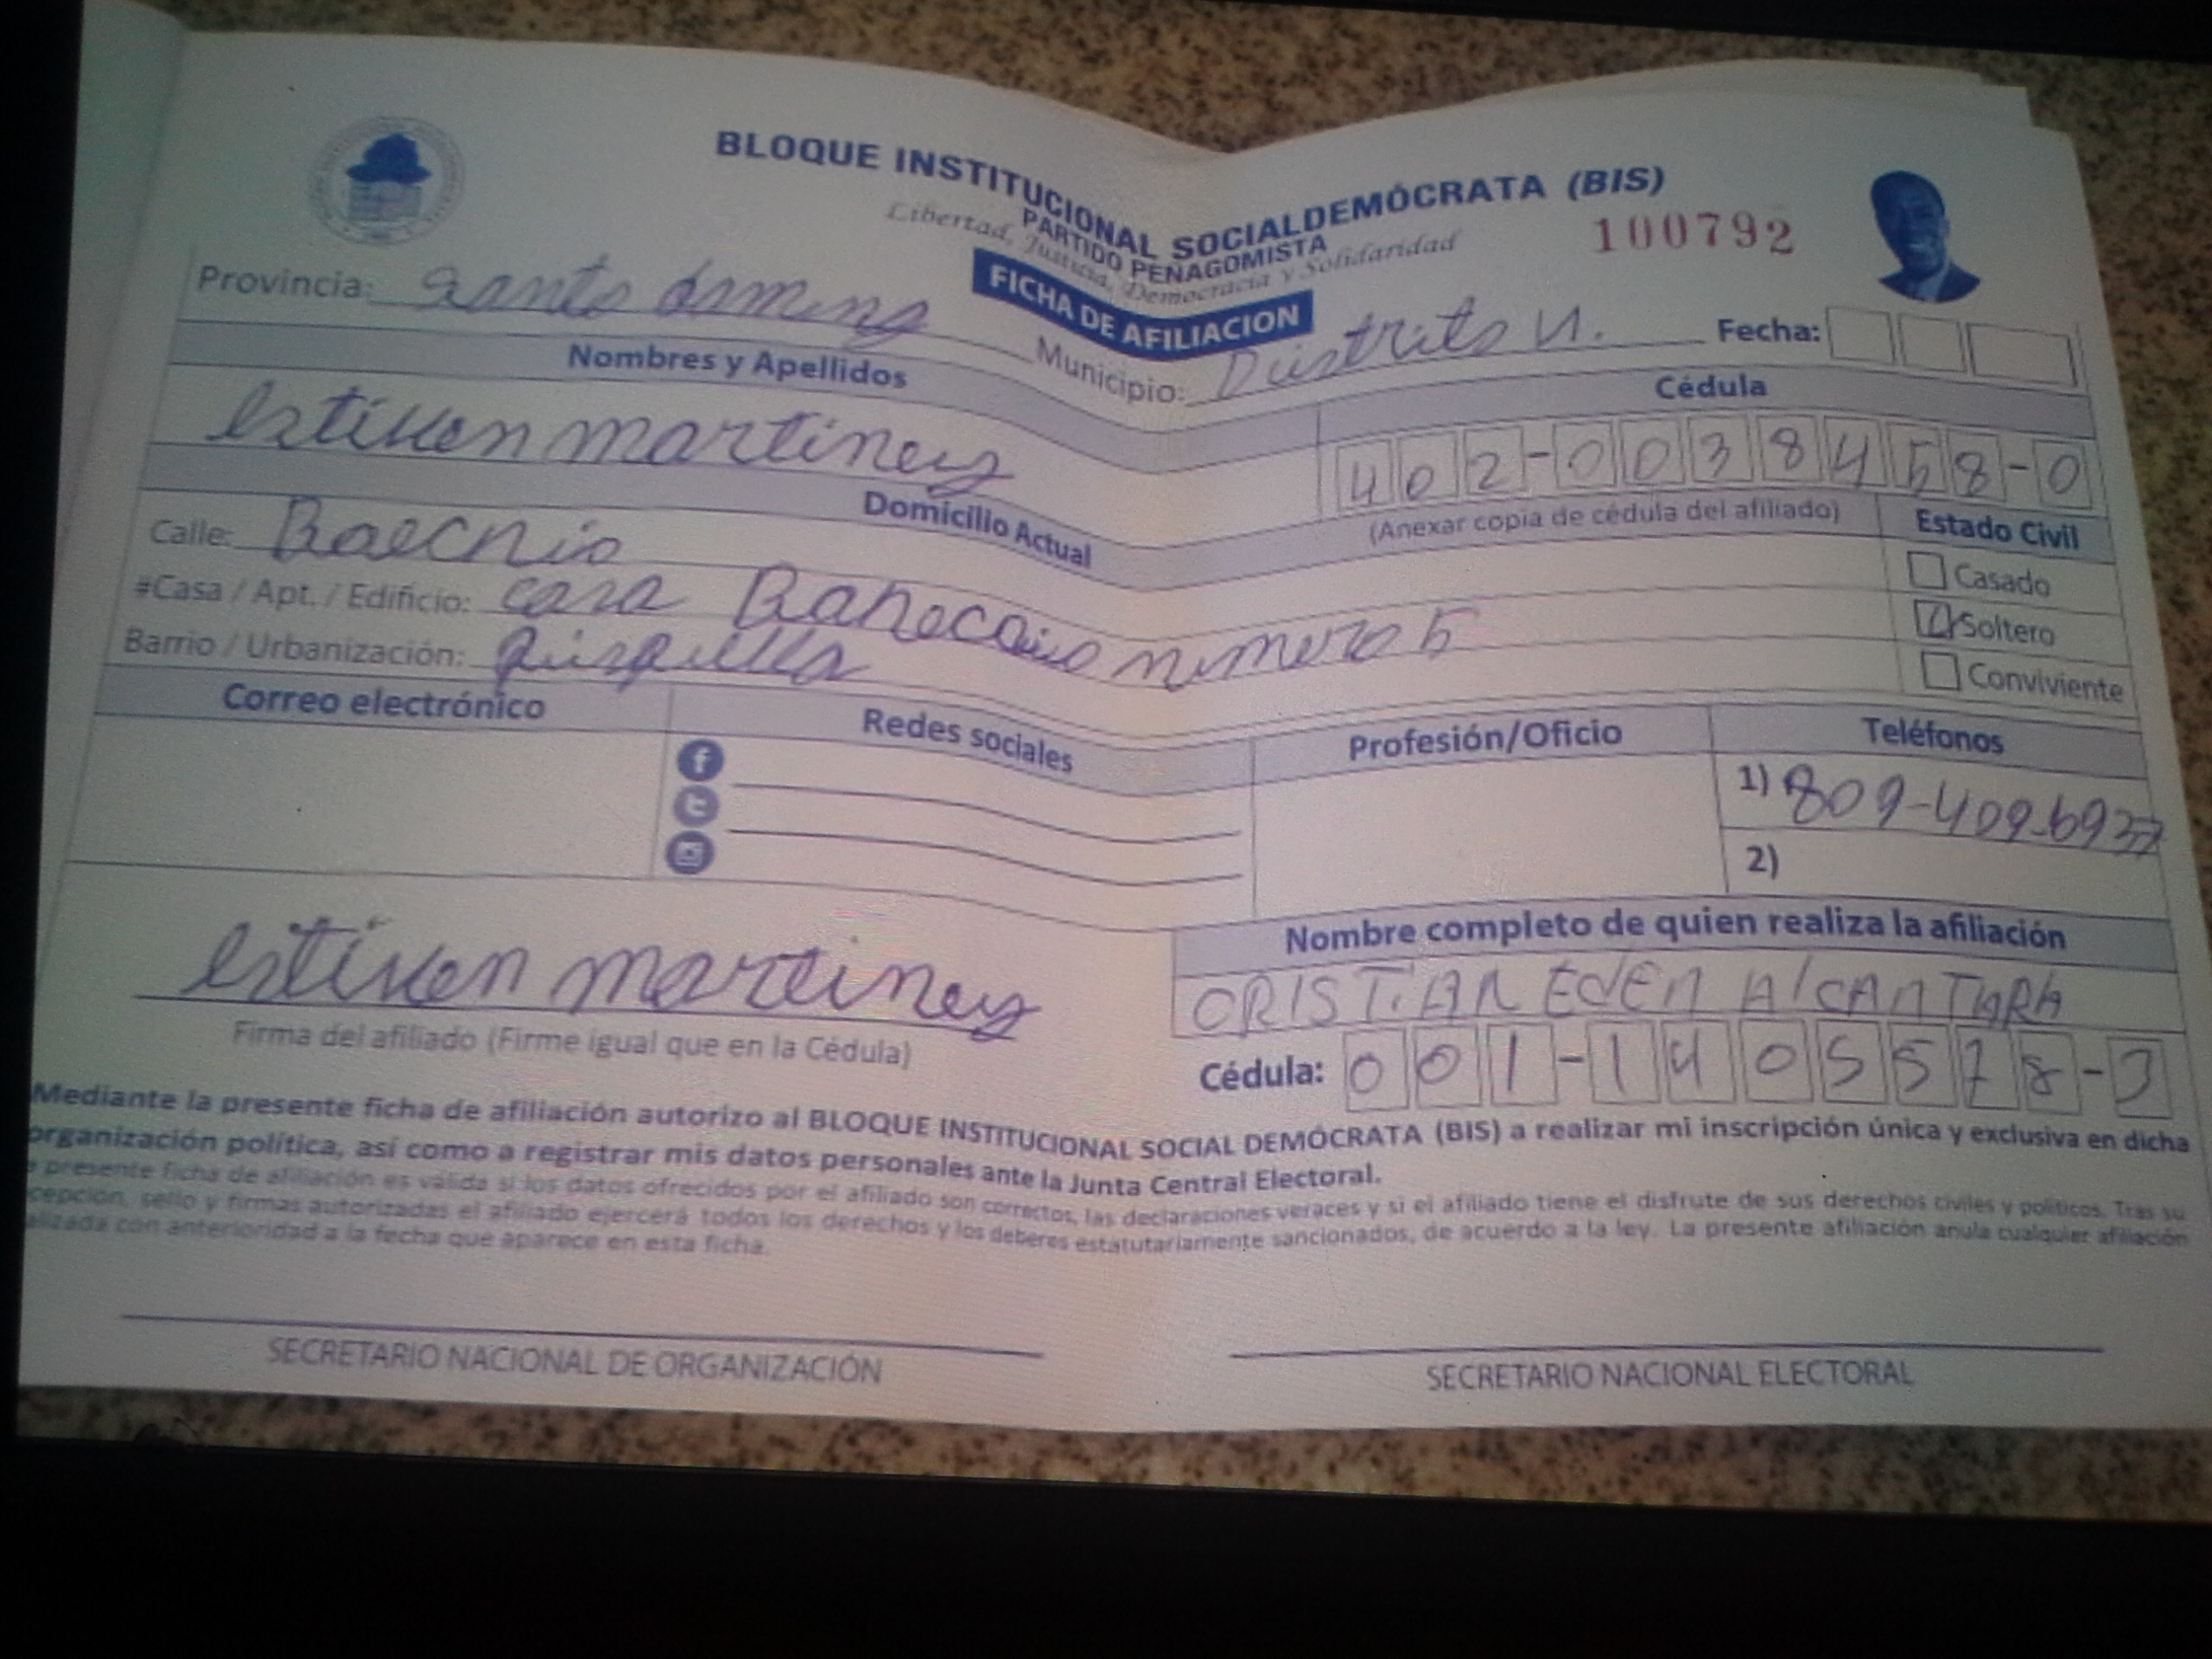 BLOQUE INSTITUCIONAL SOCIALDEMÓCRATA (BIS)
PARTIDO PEÑAGOMISTA
Libertad, Justicia, Democracia y Solidaridad
100792
FICHA DE AFILIACION
Provincia: santo domingo Municipio: Distrito N. Fecha:
Nombres y Apellidos Cédula
estiven martinez 402-0038458-0
Domicilio Actual (Anexar copia de cédula del afiliado) Estado Civil
Calle: Casado
#Casa / Apt. / Edificio: casa numero 5 Soltero
Barrio / Urbanización: Conviviente
Correo electrónico Redes sociales Profesión/Oficio Teléfonos
1) 809-409-6937
2)
Nombre completo de quien realiza la afiliación
estiven martinez CRISTIAN EdEn AlCAnTARA
Firma del afiliado (Firme igual que en la Cédula) Cédula: 001-1405578-3
Mediante la presente ficha de afiliación autorizo al BLOQUE INSTITUCIONAL SOCIAL DEMÓCRATA (BIS) a realizar mi inscripción única y exclusiva en dicha
organización política, así como a registrar mis datos personales ante la Junta Central Electoral.
presente ficha de afiliación es válida si los datos ofrecidos por el afiliado son correctos, las declaraciones veraces y si el afiliado tiene el disfrute de sus derechos civiles y políticos. Tras su
cepción, sello y firmas autorizadas el afiliado ejercerá todos los derechos y los deberes estatutariamente sancionados, de acuerdo a la ley. La presente afiliación anula cualquier afiliación
alizada con anterioridad a la fecha que aparece en esta ficha.
SECRETARIO NACIONAL DE ORGANIZACIÓN SECRETARIO NACIONAL ELECTORAL